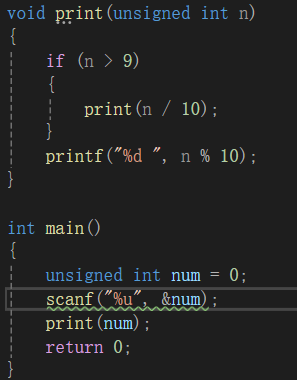 void print(unsigned int n)
{
    if (n > 9)
    {
        print(n / 10);
    }
    printf("%d ", n % 10);
}

int main()
{
    unsigned int num = 0;
    scanf("%u", &num);
    print(num);
    return 0;
}